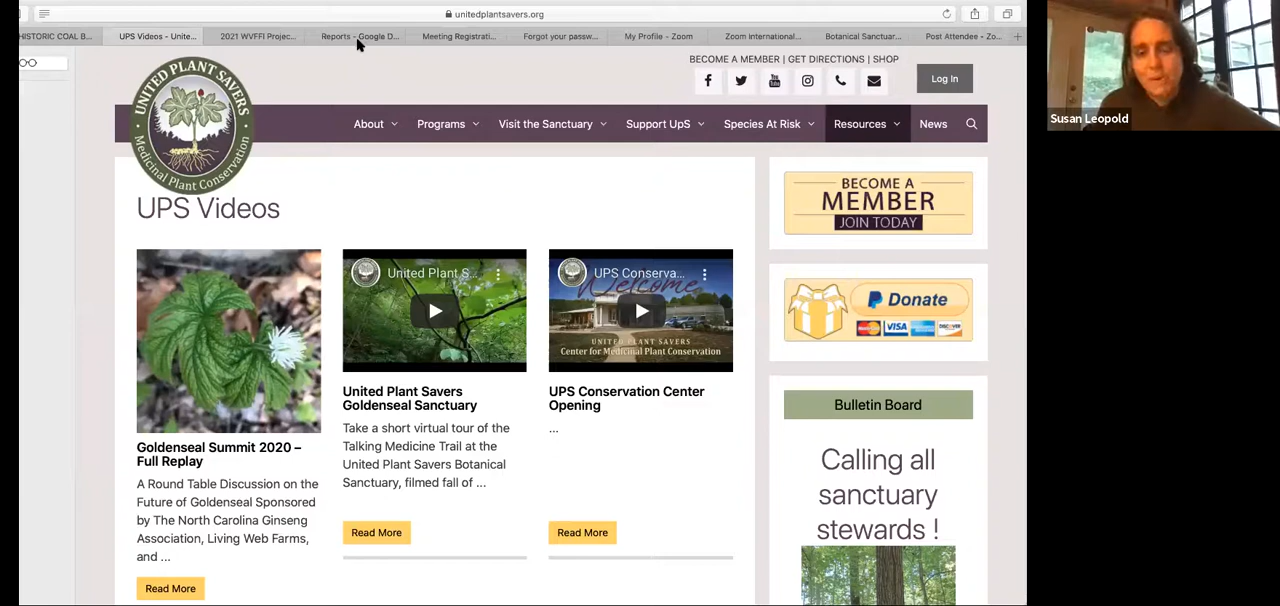 unitedplantsavers.org
HISTORIC COAL B...
UPS Videos - Unite...
2021 WVFFI Projec...
Reports - Google D...
Meeting Registrati...
Forgot your passw...
My Profile - Zoom
Zoom International...
Botanical Sanctuar...
Post Attendee - Zo...
BECOME A MEMBER | GET DIRECTIONS | SHOP
Log In
UNITED PLANT SAVERS
Medicinal Plant Conservation
About
Programs
Visit the Sanctuary
Support UpS
Species At Risk
Resources
News
Susan Leopold
UPS Videos
BECOME A
MEMBER
JOIN TODAY
United Plant S...
UPS Conserva...
Welcome
UNITED PLANT SAVERS
Center for Medicinal Plant Conservation
PayPal Donate
VISA
Goldenseal Summit 2020 –
Full Replay
A Round Table Discussion on the
Future of Goldenseal Sponsored
by The North Carolina Ginseng
Association, Living Web Farms,
and ...
Read More
United Plant Savers
Goldenseal Sanctuary
Take a short virtual tour of the
Talking Medicine Trail at the
United Plant Savers Botanical
Sanctuary, filmed fall of ...
Read More
UPS Conservation Center
Opening
...
Read More
Bulletin Board
Calling all
sanctuary
stewards !